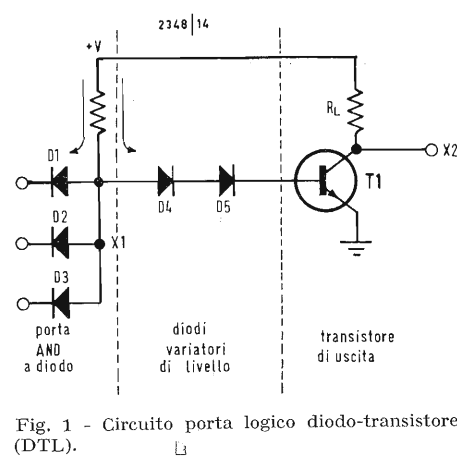 2348|14
+V
RL
D1
X2
T1
D4
D5
D2
X1
D3
porta
AND
a diodo
diodi
variatori
di livello
transistore
di uscita
Fig. 1 - Circuito porta logico diodo-transistore
(DTL).